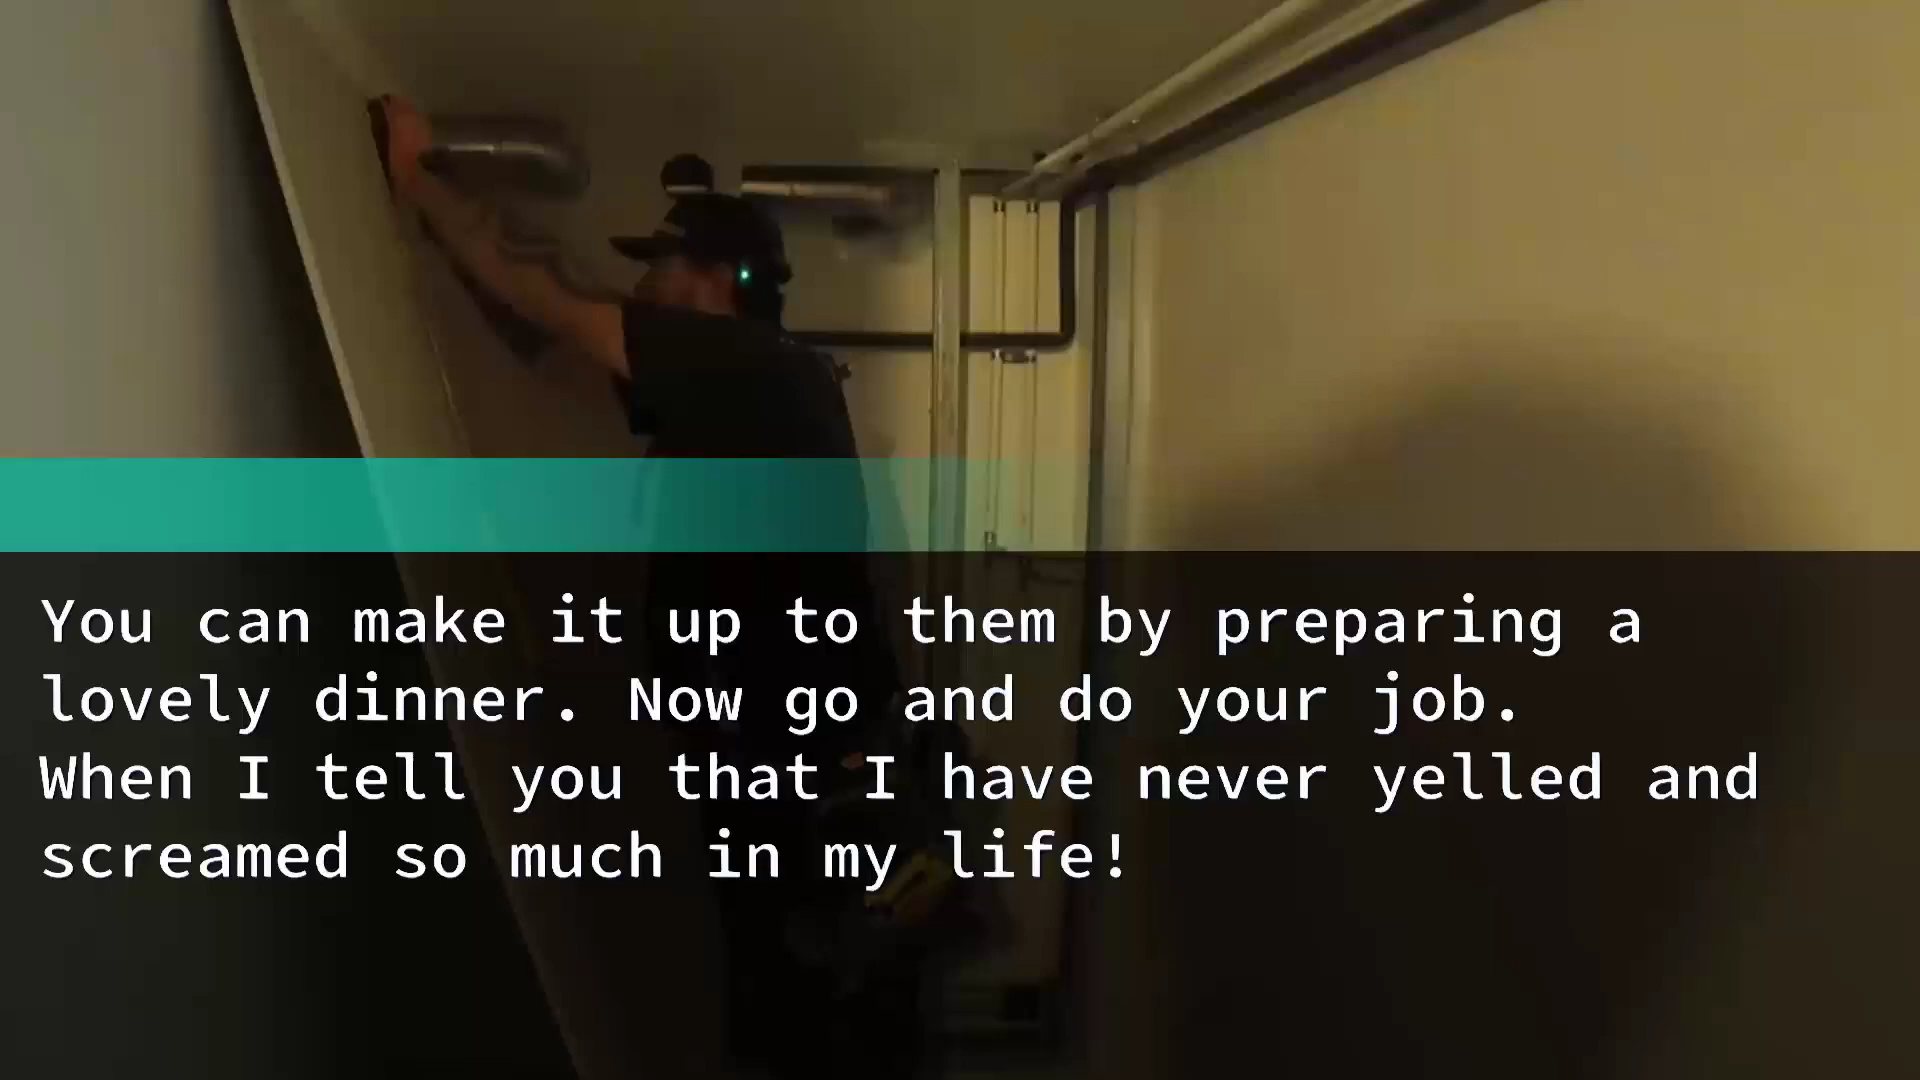 You can make it up to them by preparing a
lovely dinner. Now go and do your job.
When I tell you that I have never yelled and
screamed so much in my life!